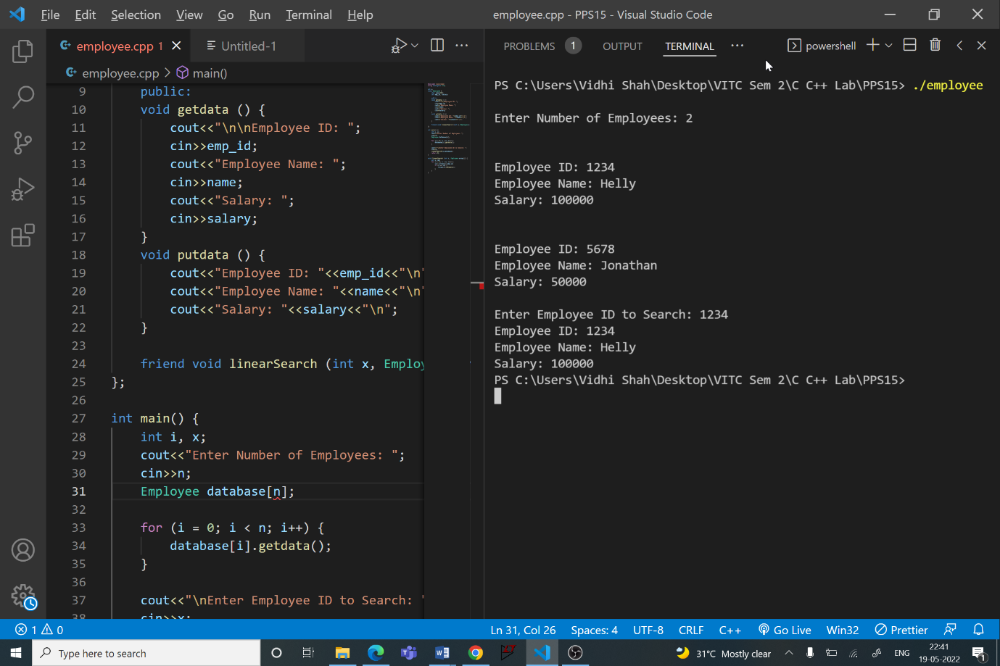 File Edit Selection View Go Run Terminal Help
employee.cpp - PPS15 - Visual Studio Code
employee.cpp 1
Untitled-1
employee.cpp > main()
9 public:
10 void getdata () {
11 cout<<"\n\nEmployee ID: ";
12 cin>>emp_id;
13 cout<<"Employee Name: ";
14 cin>>name;
15 cout<<"Salary: ";
16 cin>>salary;
17 }
18 void putdata () {
19 cout<<"Employee ID: "<<emp_id<<"\n"
20 cout<<"Employee Name: "<<name<<"\n"
21 cout<<"Salary: "<<salary<<"\n";
22 }
23
24 friend void linearSearch (int x, Employ
25 };
26
27 int main() {
28 int i, x;
29 cout<<"Enter Number of Employees: ";
30 cin>>n;
31 Employee database[n];
32
33 for (i = 0; i < n; i++) {
34 database[i].getdata();
35 }
36
37 cout<<"\nEnter Employee ID to Search: "
38 cin>>x;
PROBLEMS 1 OUTPUT TERMINAL ··· powershell
PS C:\Users\Vidhi Shah\Desktop\VITC Sem 2\C C++ Lab\PPS15> ./employee
Enter Number of Employees: 2
Employee ID: 1234
Employee Name: Helly
Salary: 100000
Employee ID: 5678
Employee Name: Jonathan
Salary: 50000
Enter Employee ID to Search: 1234
Employee ID: 1234
Employee Name: Helly
Salary: 100000
PS C:\Users\Vidhi Shah\Desktop\VITC Sem 2\C C++ Lab\PPS15>
1 0
Ln 31, Col 26 Spaces: 4 UTF-8 CRLF C++ Go Live Win32 Prettier
Type here to search
31°C Mostly clear
ENG
22:41
19-05-2022
1